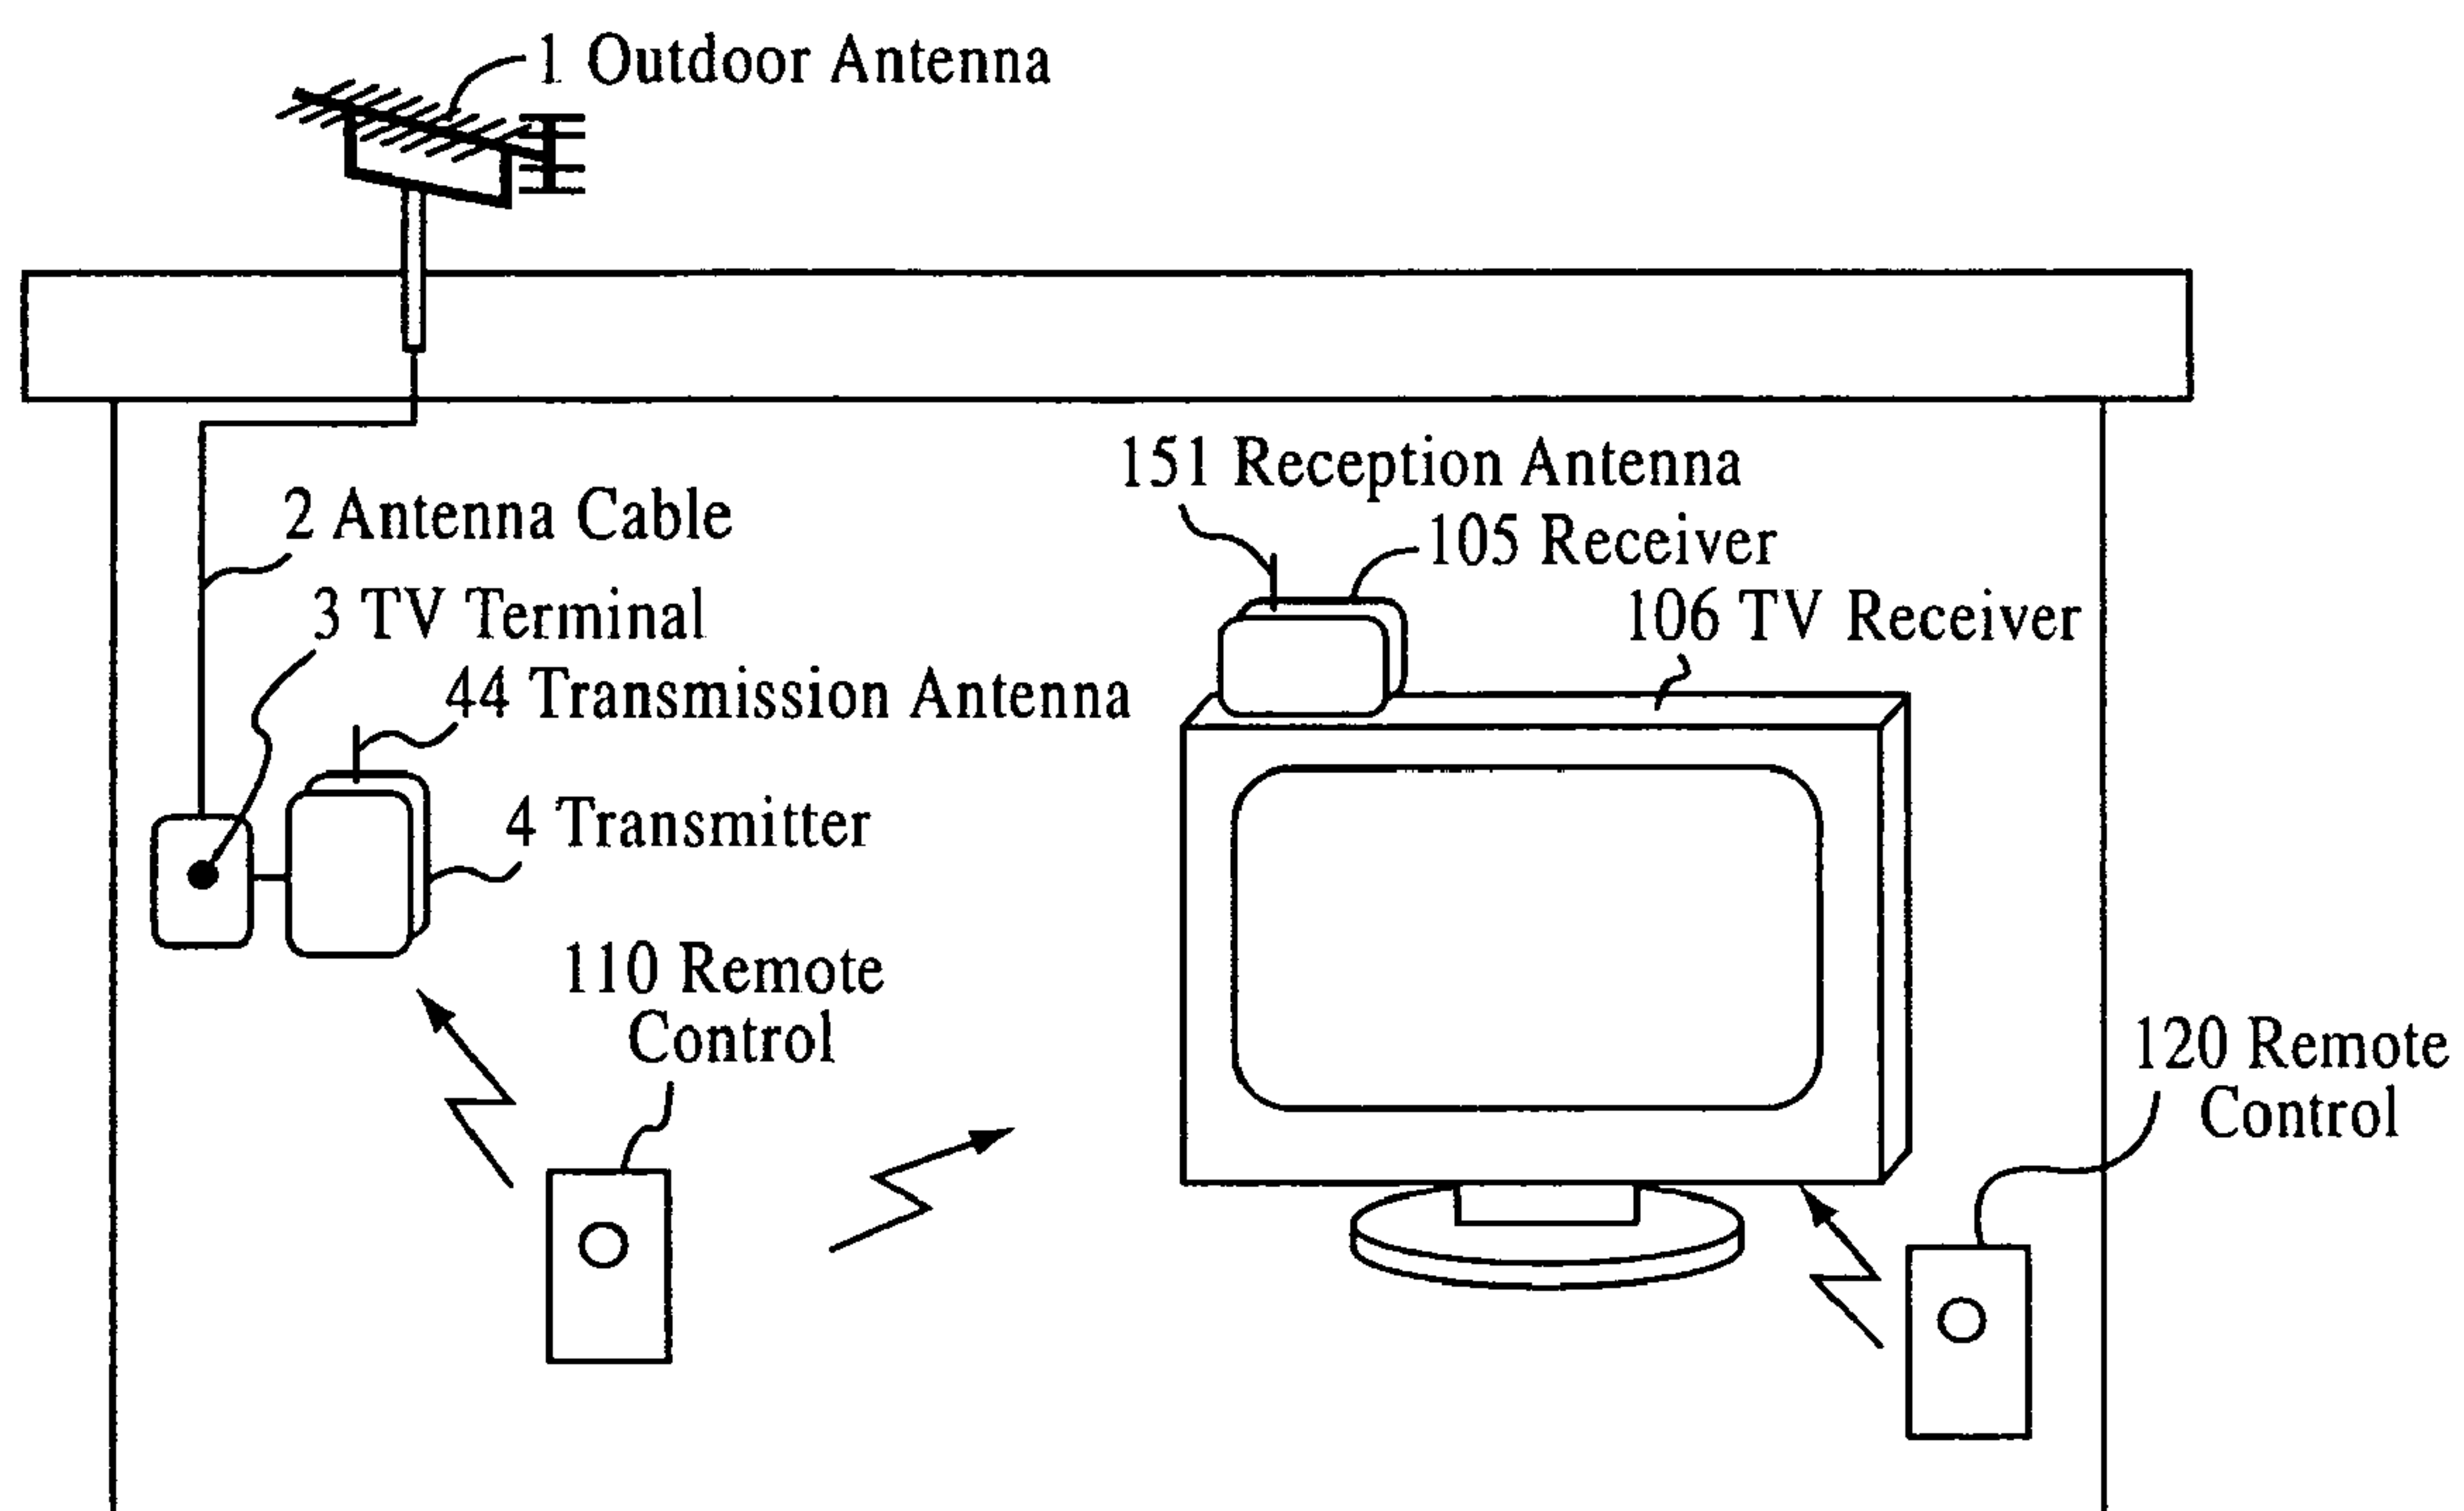 1 Outdoor Antenna
151 Reception Antenna
2 Antenna Cable
105 Receiver
3 TV Terminal
106 TV Receiver
44 Transmission Antenna
4 Transmitter
110 Remote
Control
120 Remote
Control